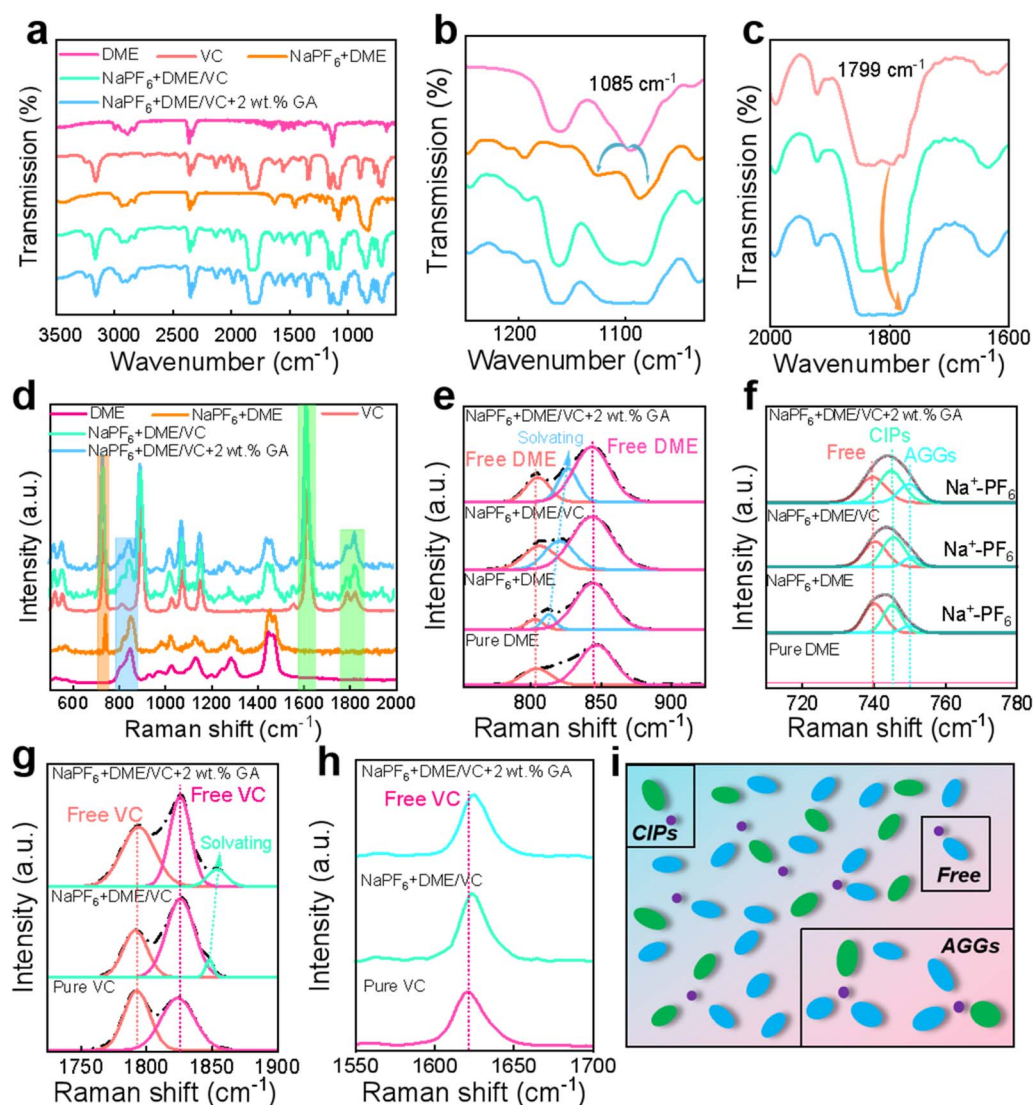 a
DME VC NaPF₆+DME
NaPF₆+DME/VC
NaPF₆+DME/VC+2 wt.% GA
Transmission (%)
3500 3000 2500 2000 1500 1000
Wavenumber (cm⁻¹)
b
1085 cm⁻¹
Transmission (%)
1200 1100
Wavenumber (cm⁻¹)
c
1799 cm⁻¹
Transmission (%)
2000 1800 1600
Wavenumber (cm⁻¹)
d
DME NaPF₆+DME VC
NaPF₆+DME/VC
NaPF₆+DME/VC+2 wt.% GA
Intensity (a.u.)
600 800 1000 1200 1400 1600 1800 2000
Raman shift (cm⁻¹)
e
NaPF₆+DME/VC+2 wt.% GA
Solvating
Free DME Free DME
NaPF₆+DME/VC
NaPF₆+DME
Pure DME
Intensity (a.u.)
800 850 900
Raman shift (cm⁻¹)
f
NaPF₆+DME/VC+2 wt.% GA
CIPs
Free AGGs
Na⁺-PF₆
NaPF₆+DME/VC
Na⁺-PF₆
NaPF₆+DME
Na⁺-PF₆
Pure DME
Intensity (a.u.)
720 740 760 780
Raman shift (cm⁻¹)
g
NaPF₆+DME/VC+2 wt.% GA
Free VC
Free VC
Solvating
NaPF₆+DME/VC
Pure VC
Intensity (a.u.)
1750 1800 1850 1900
Raman shift (cm⁻¹)
h
NaPF₆+DME/VC+2 wt.% GA
Free VC
NaPF₆+DME/VC
Pure VC
Intensity (a.u.)
1550 1600 1650 1700
Raman shift (cm⁻¹)
i
CIPs
Free
AGGs